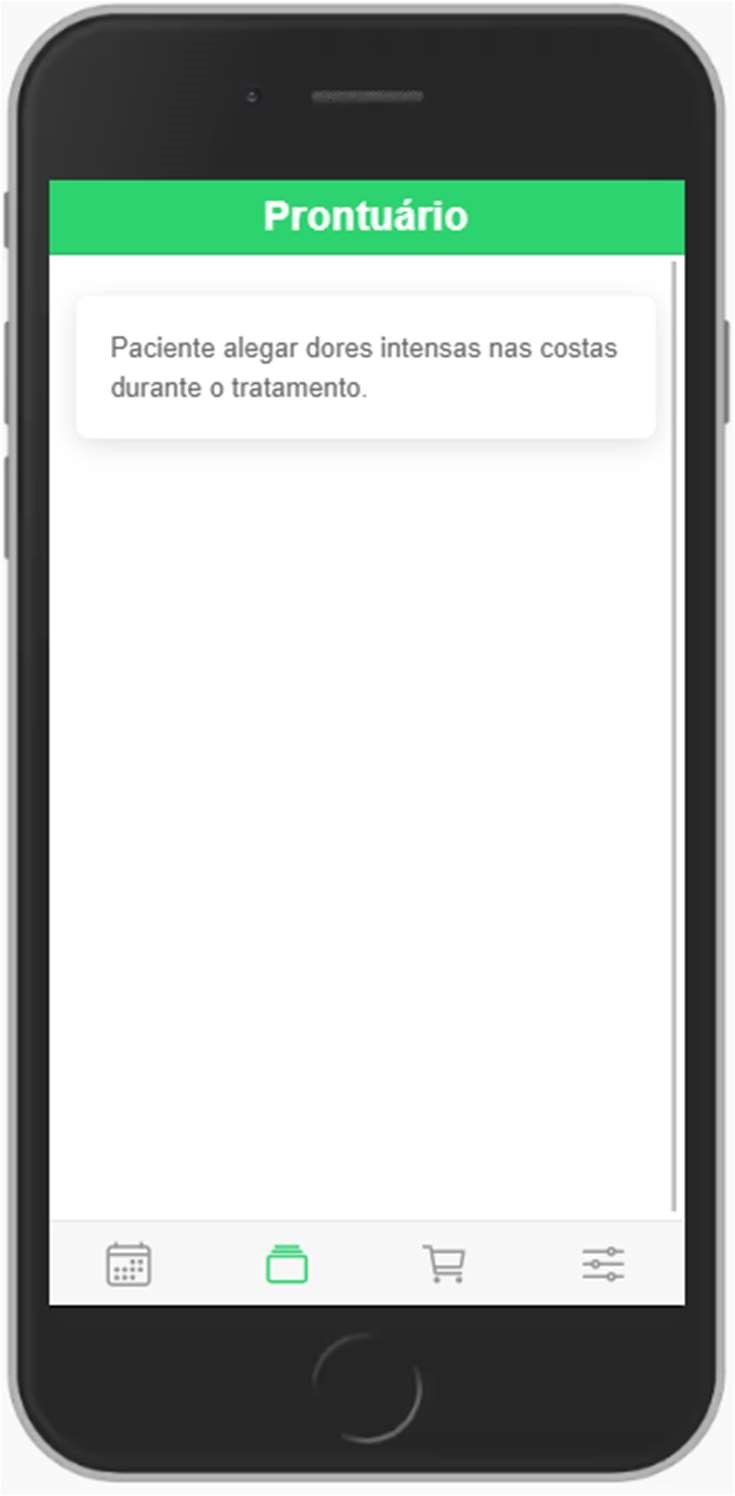 Prontuário
Paciente alegar dores intensas nas costas
durante o tratamento.